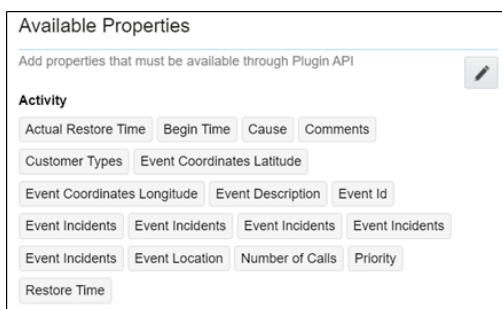 Available Properties
Add properties that must be available through Plugin API
Activity
Actual Restore Time Begin Time Cause Comments
Customer Types Event Coordinates Latitude
Event Coordinates Longitude Event Description Event Id
Event Incidents Event Incidents Event Incidents Event Incidents
Event Incidents Event Location Number of Calls Priority
Restore Time